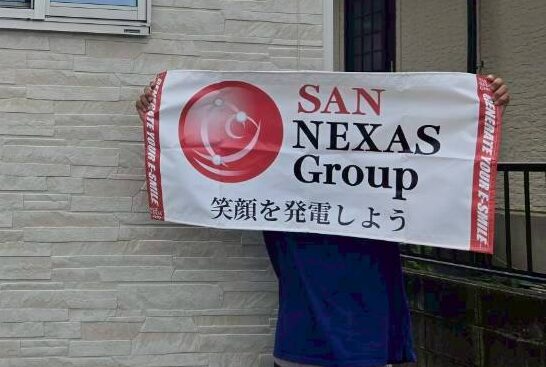 SAN
NEXAS
Group
笑顔を発電しよう
GENERATE YOUR E-SMILE
GENERATE YOUR E-SMILE